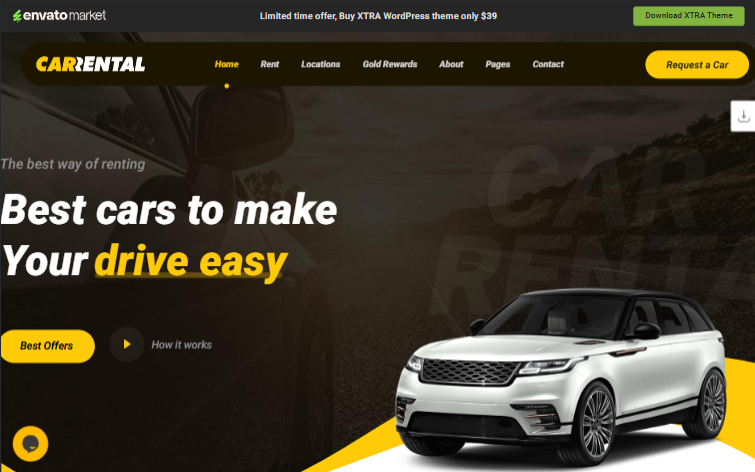 envato market
Limited time offer, Buy XTRA WordPress theme only $39
Download XTRA Theme
CARRENTAL
Home
Rent
Locations
Gold Rewards
About
Pages
Contact
Request a Car
The best way of renting
Best cars to make
Your drive easy
CAR
RENTA
Best Offers
How it works